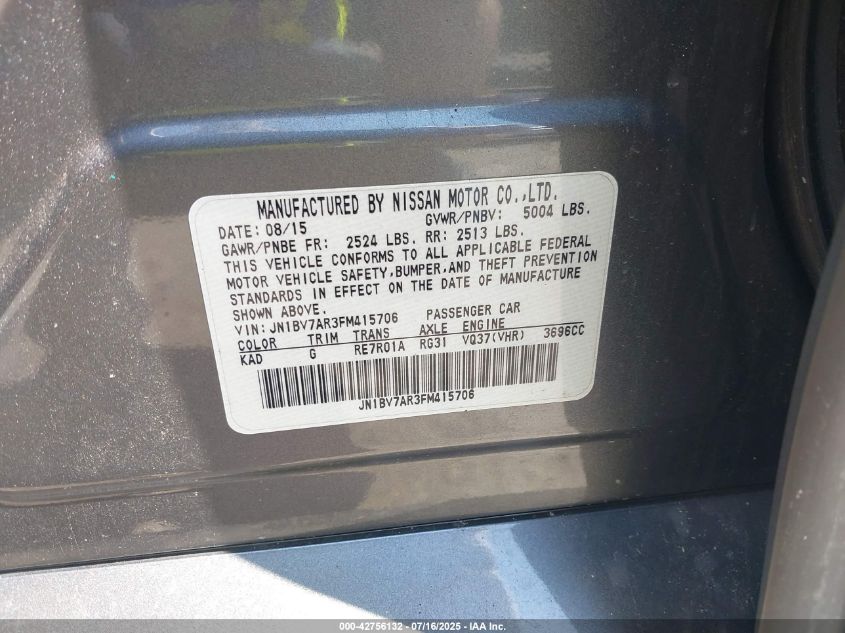 MANUFACTURED BY NISSAN MOTOR CO.,LTD.
DATE: 08/15 GVWR/PNBV: 5004 LBS.
GAWR/PNBE FR: 2524 LBS. RR: 2513 LBS.
THIS VEHICLE CONFORMS TO ALL APPLICABLE FEDERAL
MOTOR VEHICLE SAFETY,BUMPER,AND THEFT PREVENTION
STANDARDS IN EFFECT ON THE DATE OF MANUFACTURE
SHOWN ABOVE.
VIN: JN1BV7AR3FM415706 PASSENGER CAR
COLOR TRIM TRANS AXLE ENGINE
KAD G RE7R01A RG31 VQ37(VHR) 3696CC
JN1BV7AR3FM415706
000-42756132 - 07/16/2025 - IAA Inc.